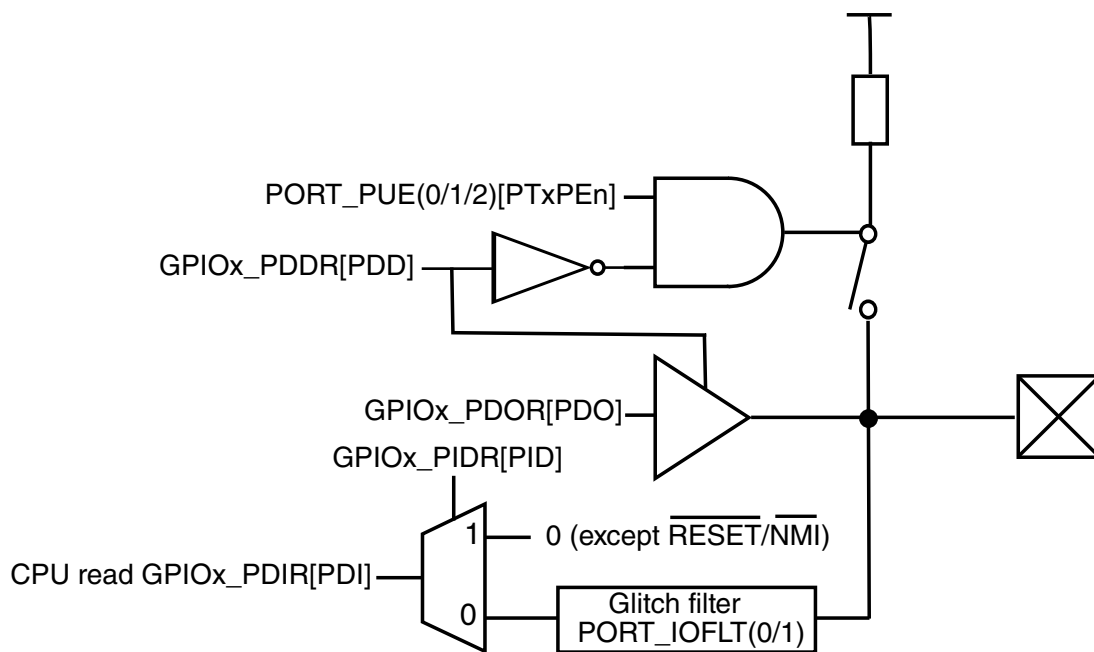 PORT_PUE(0/1/2)[PTxPEn]
GPIOx_PDDR[PDD]
GPIOx_PDOR[PDO]
GPIOx_PIDR[PID]
1
0 (except RESET/NMI)
CPU read GPIOx_PDIR[PDI]
0
Glitch filter
PORT_IOFLT(0/1)